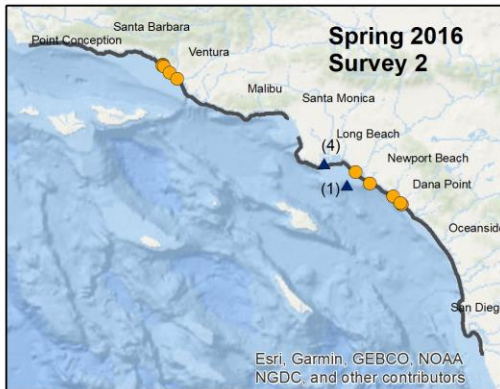 Spring 2016
Survey 2
Santa Barbara
Point Conception
Ventura
Malibu
Santa Monica
Long Beach
(4)
Newport Beach
(1)
Dana Point
Oceanside
San Dieg
Esri, Garmin, GEBCO, NOAA
NGDC, and other contributors